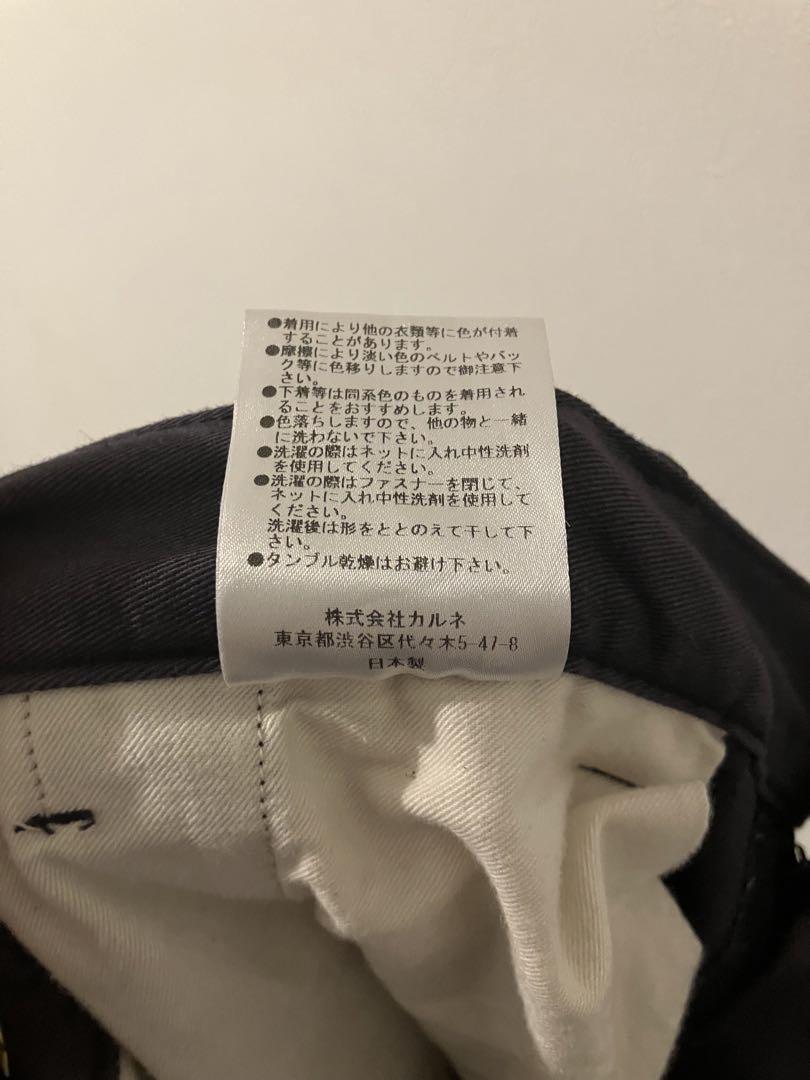 ●着用により他の衣類等に色が付着
することがあります。
●摩擦により淡い色のベルトやバッ
グ等に色移りしますので御注意下
さい。
●下着等は同系色のものを着用され
ることをおすすめします。
●色落ちしますので、他の物と一緒
に洗わないで下さい。
●洗濯の際はネットに入れ中性洗剤
を使用してください。
●洗濯の際はファスナーを閉じて、
ネットに入れ中性洗剤を使用して
ください。
洗濯後は形をととのえて干して下
さい。
●タンブル乾燥はお避け下さい。
株式会社カルネ
東京都渋谷区代々木5-47-8
日本製